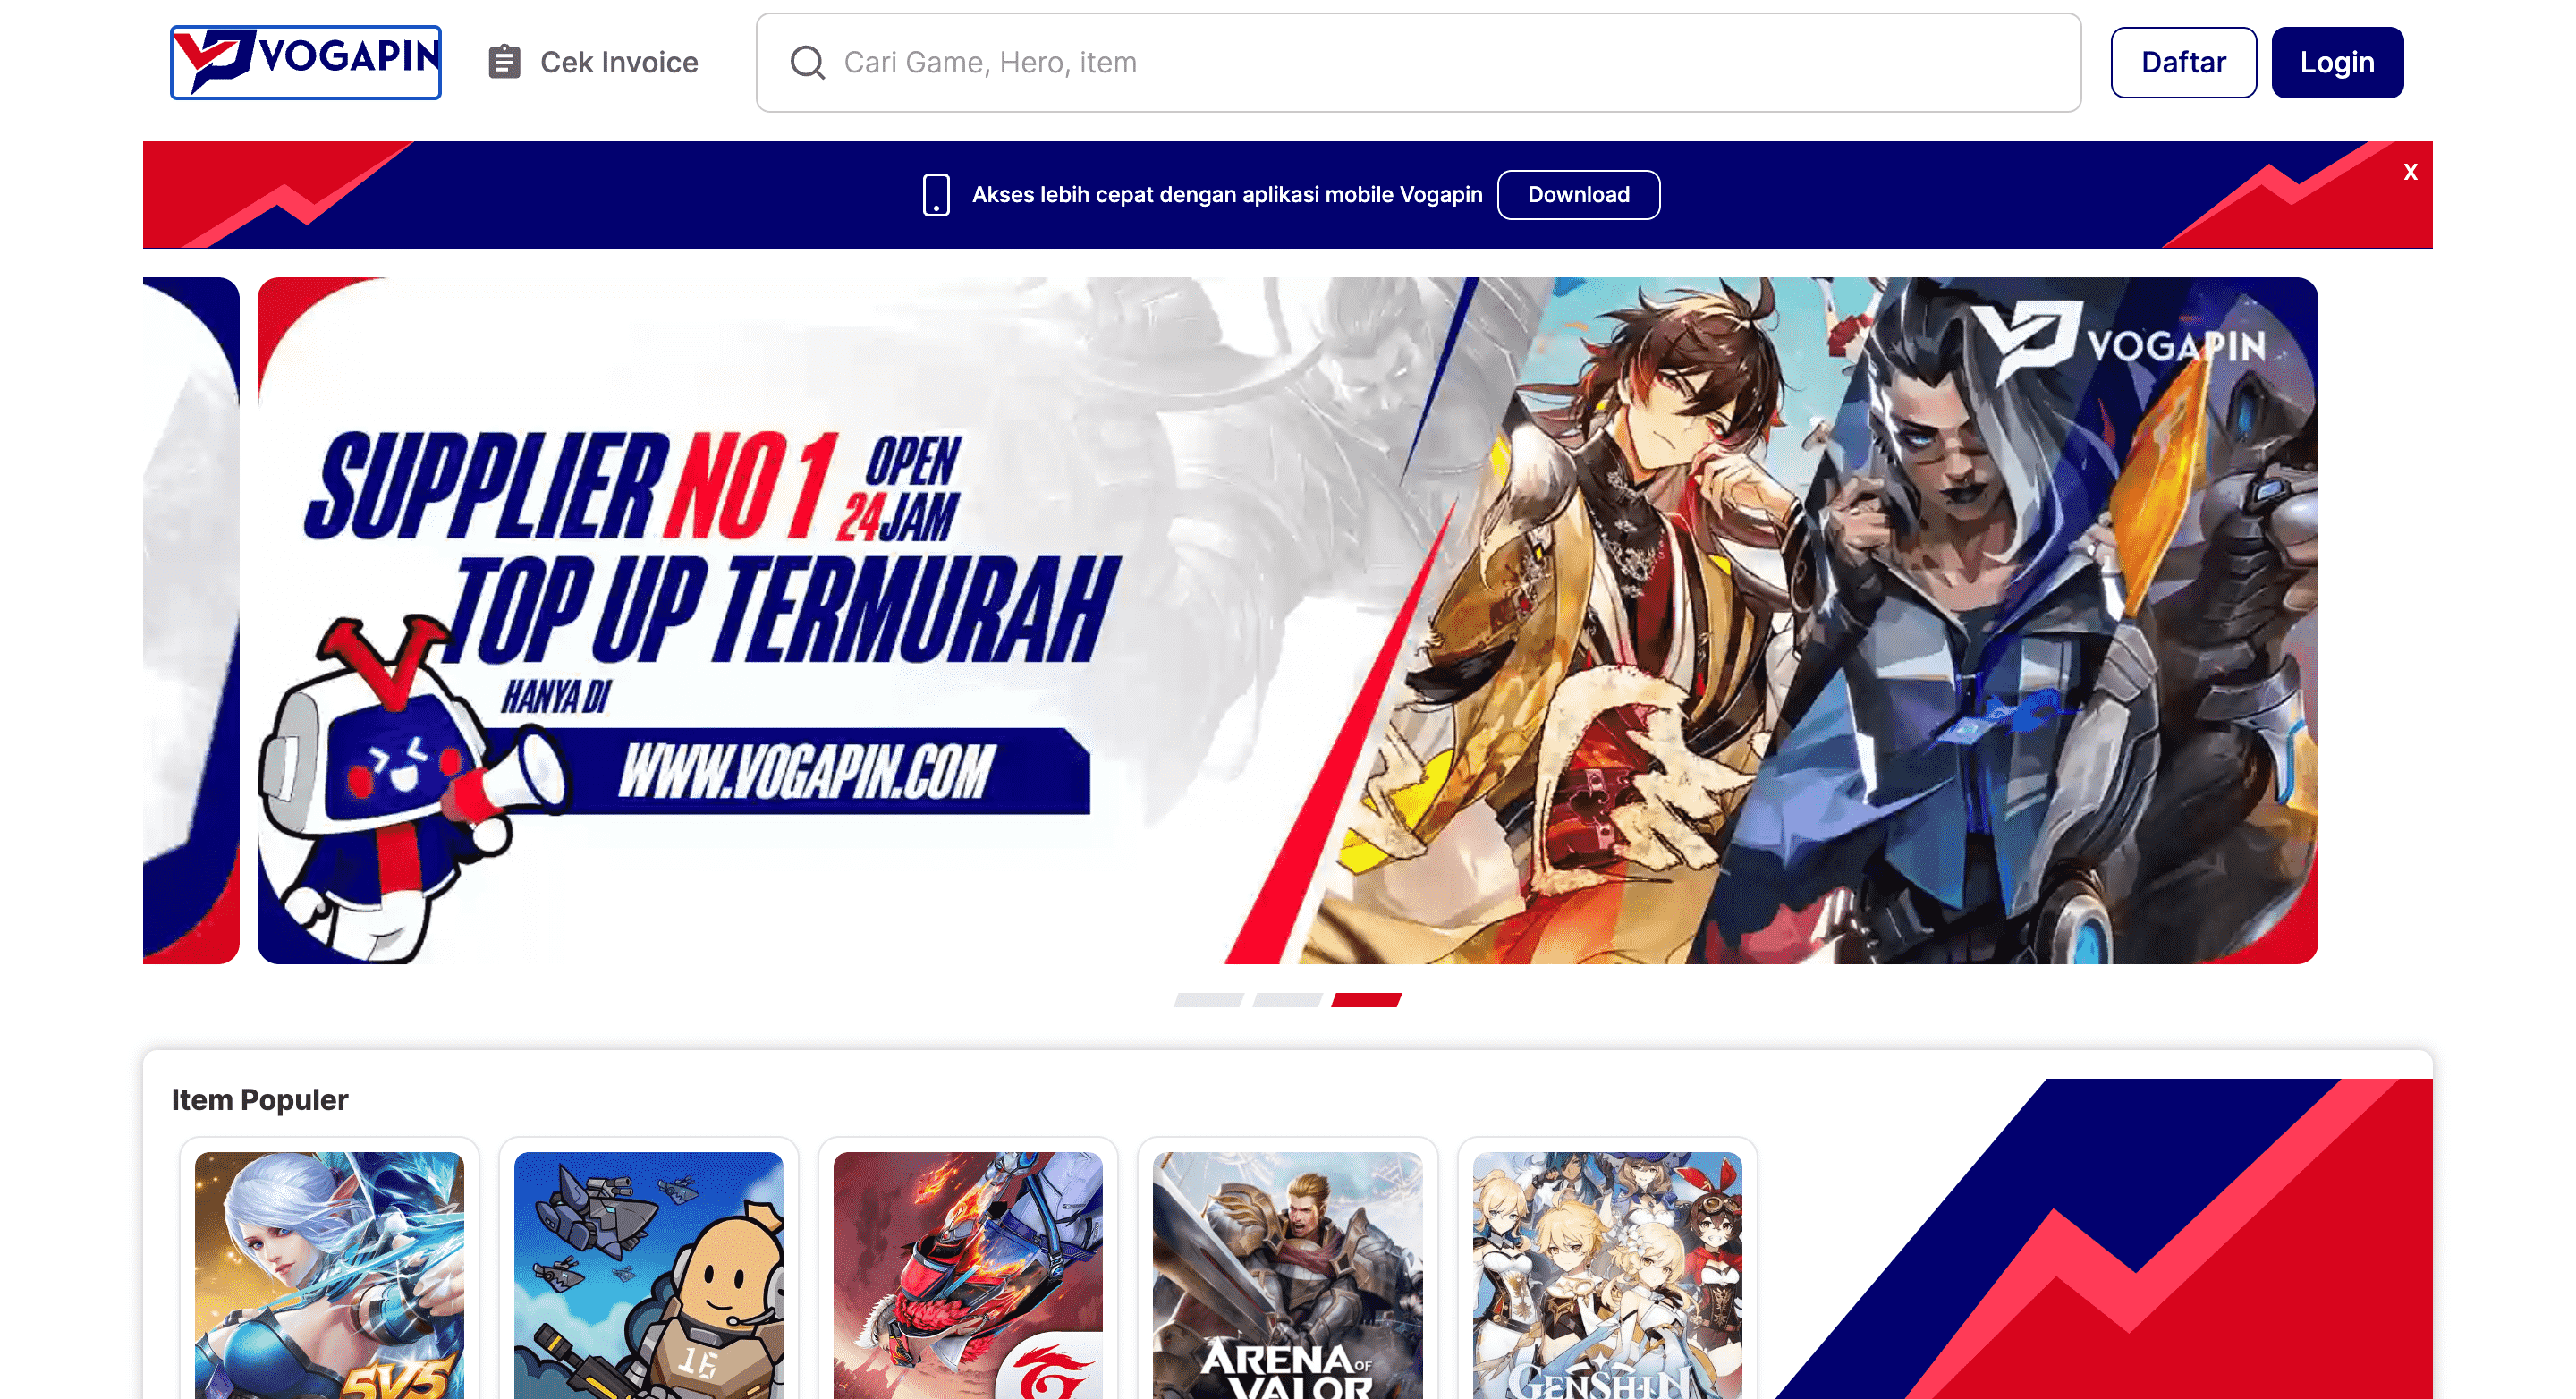 VOGAPIN
Cek Invoice
Cari Game, Hero, item
Daftar
Login
Akses lebih cepat dengan aplikasi mobile Vogapin
Download
X
VOGAPIN
SUPPLIER NO 1
OPEN
24 JAM
TOP UP TERMURAH
HANYA DI
WWW.VOGAPIN.COM
Item Populer
5V5
16
ARENA OF
VALOR
GENSHIN